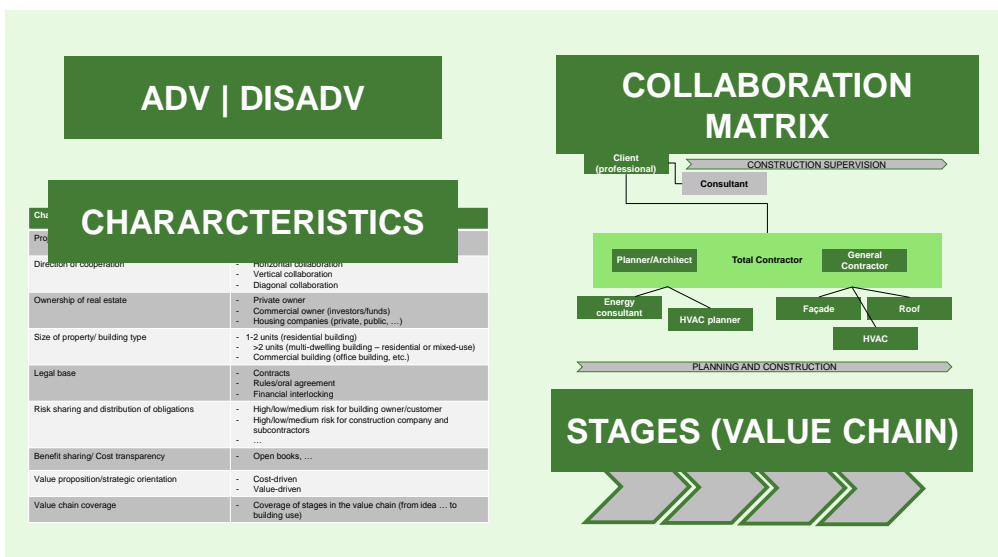 ADV | DISADV
CHARARCTERISTICS
Direction of cooperation
- Horizontal collaboration
- Vertical collaboration
- Diagonal collaboration
Ownership of real estate
- Private owner
- Commercial owner (investors/funds)
- Housing companies (private, public, …)
Size of property/ building type
- 1-2 units (residential building)
- >2 units (multi-dwelling building – residential or mixed-use)
- Commercial building (office building, etc.)
Legal base
- Contracts
- Rules/oral agreement
- Financial interlocking
Risk sharing and distribution of obligations
- High/low/medium risk for building owner/customer
- High/low/medium risk for construction company and
subcontractors
- …
Benefit sharing/ Cost transparency
- Open books, …
Value proposition/strategic orientation
- Cost-driven
- Value-driven
Value chain coverage
- Coverage of stages in the value chain (from idea … to
building use)
COLLABORATION
MATRIX
Client
(professional)
CONSTRUCTION SUPERVISION
Consultant
Planner/Architect
Total Contractor
General
Contractor
Energy
consultant
HVAC planner
Façade
Roof
HVAC
PLANNING AND CONSTRUCTION
STAGES (VALUE CHAIN)